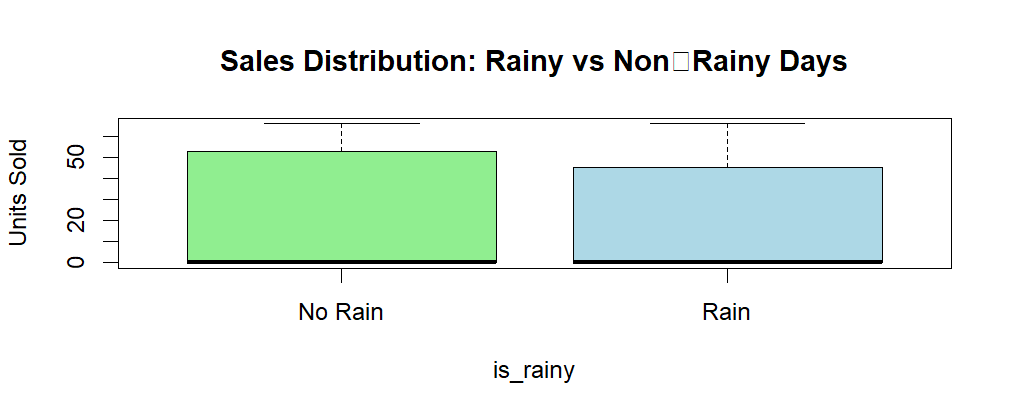 Sales Distribution: Rainy vs Non□Rainy Days
Units Sold
50
20
0
No Rain
Rain
is_rainy